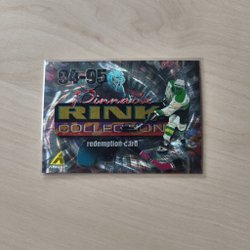 94-95
Pinnacle
RINK
COLLECTION
redemption card